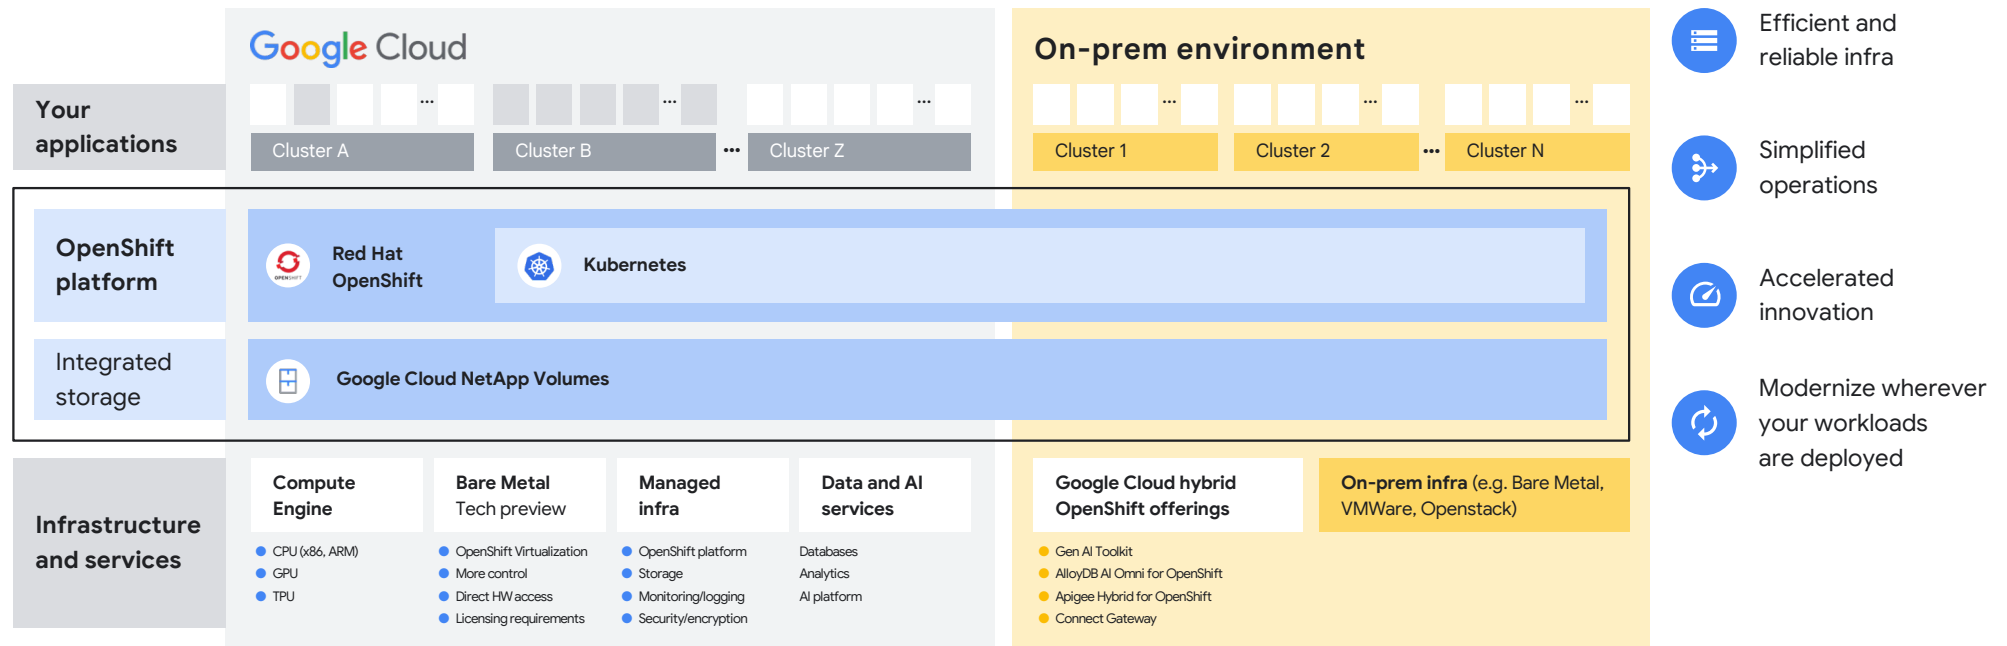 Google Cloud
On-prem environment
Your
applications
...
...
...
...
...
...
Cluster A
Cluster B
...
Cluster Z
Cluster 1
Cluster 2
...
Cluster N
OpenShift
platform
OPENSHIFT
Red Hat
OpenShift
Kubernetes
Integrated
storage
Google Cloud NetApp Volumes
Infrastructure
and services
Compute
Engine
CPU (x86, ARM)
GPU
TPU
Bare Metal
Tech preview
OpenShift Virtualization
More control
Direct HW access
Licensing requirements
Managed
infra
OpenShift platform
Storage
Monitoring/logging
Security/encryption
Data and AI
services
Databases
Analytics
AI platform
Google Cloud hybrid
OpenShift offerings
Gen AI Toolkit
AlloyDB AI Omni for OpenShift
Apigee Hybrid for OpenShift
Connect Gateway
On-prem infra (e.g. Bare Metal,
VMWare, Openstack)
Efficient and
reliable infra
Simplified
operations
Accelerated
innovation
Modernize wherever
your workloads
are deployed